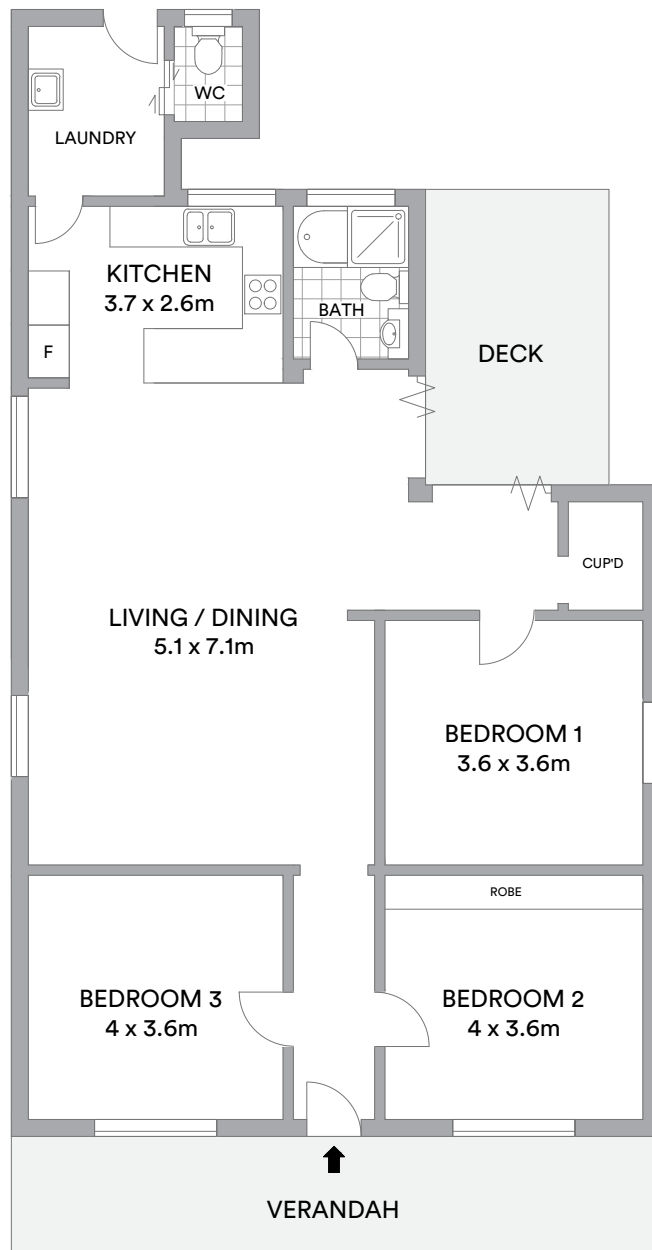 WC
LAUNDRY
KITCHEN
3.7 x 2.6m
BATH
F
DECK
CUP'D
LIVING / DINING
5.1 x 7.1m
BEDROOM 1
3.6 x 3.6m
ROBE
BEDROOM 3
4 x 3.6m
BEDROOM 2
4 x 3.6m
VERANDAH